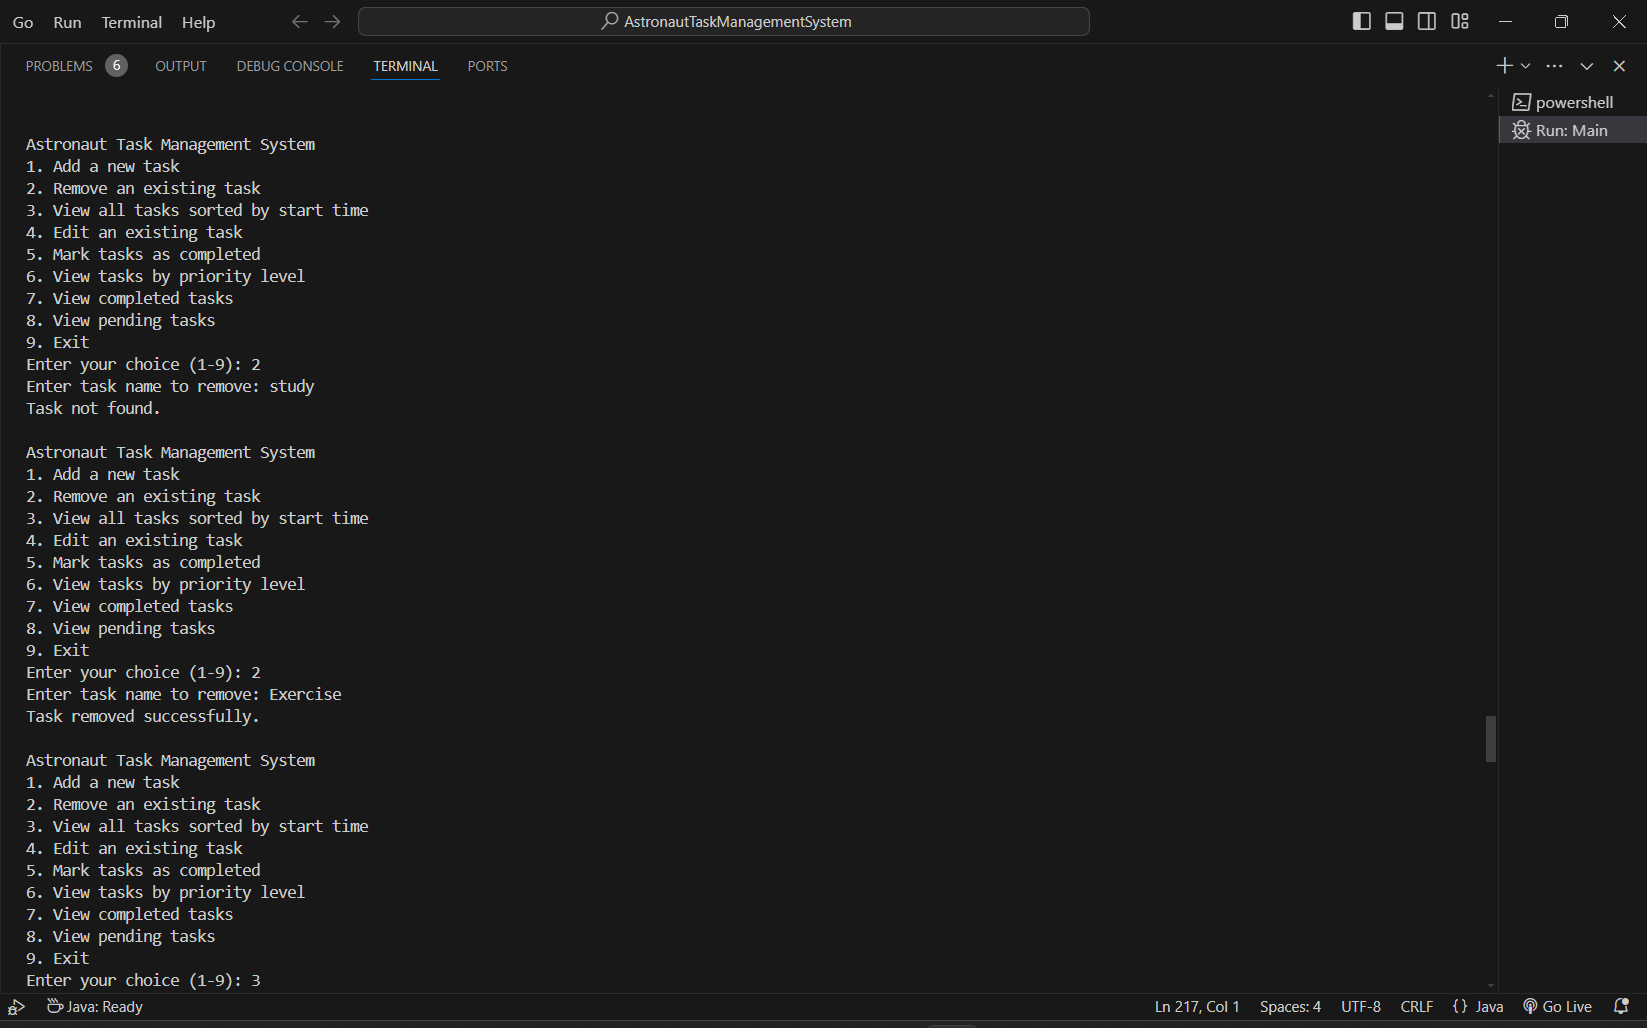 Go Run Terminal Help AstronautTaskManagementSystem
PROBLEMS 6 OUTPUT DEBUG CONSOLE TERMINAL PORTS
powershell
Run: Main
Astronaut Task Management System
1. Add a new task
2. Remove an existing task
3. View all tasks sorted by start time
4. Edit an existing task
5. Mark tasks as completed
6. View tasks by priority level
7. View completed tasks
8. View pending tasks
9. Exit
Enter your choice (1-9): 2
Enter task name to remove: study
Task not found.
Astronaut Task Management System
1. Add a new task
2. Remove an existing task
3. View all tasks sorted by start time
4. Edit an existing task
5. Mark tasks as completed
6. View tasks by priority level
7. View completed tasks
8. View pending tasks
9. Exit
Enter your choice (1-9): 2
Enter task name to remove: Exercise
Task removed successfully.
Astronaut Task Management System
1. Add a new task
2. Remove an existing task
3. View all tasks sorted by start time
4. Edit an existing task
5. Mark tasks as completed
6. View tasks by priority level
7. View completed tasks
8. View pending tasks
9. Exit
Enter your choice (1-9): 3
Java: Ready Ln 217, Col 1 Spaces: 4 UTF-8 CRLF {} Java Go Live